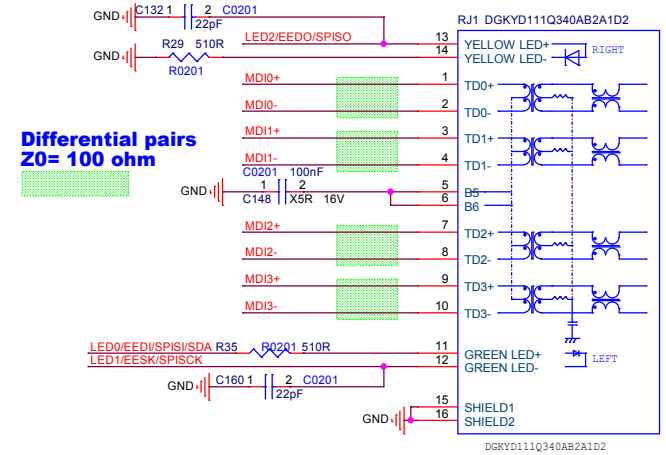 GND C132 1 2 C0201
22pF
RJ1 DGKYD111Q340AB2A1D2
LED2/EEDO/SPISO 13 YELLOW LED+
GND R29 510R 14 YELLOW LED- RIGHT
R0201
MDI0+ 1 TD0+
MDI0- 2 TD0-
MDI1+ 3 TD1+
Differential pairs
Z0= 100 ohm
MDI1- 4 TD1-
C0201 100nF
GND 1 2 5 B5
C148 X5R 16V 6 B6
MDI2+ 7 TD2+
MDI2- 8 TD2-
MDI3+ 9 TD3+
MDI3- 10 TD3-
LED0/EEDI/SPISI/SDA R35 R0201 510R 11 GREEN LED+
LED1/EESK/SPISCK 12 GREEN LED- LEFT
GND C160 1 2 C0201
22pF
15 SHIELD1
GND 16 SHIELD2
DGKYD111Q340AB2A1D2